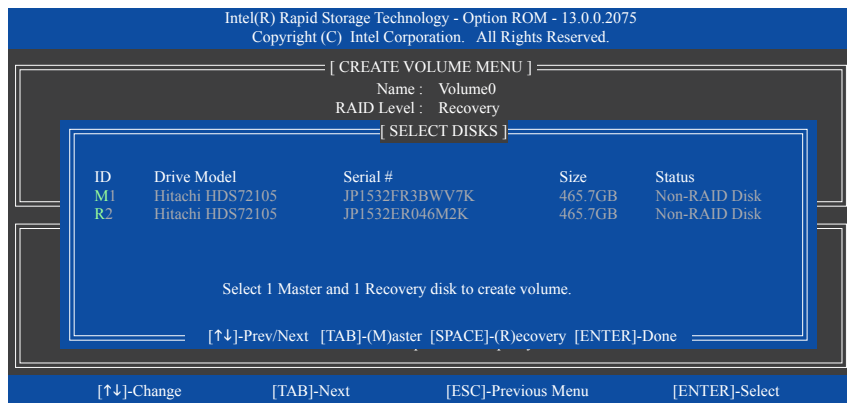 Intel(R) Rapid Storage Technology - Option ROM - 13.0.0.2075
Copyright (C) Intel Corporation. All Rights Reserved.
[ CREATE VOLUME MENU ]
Name : Volume0
RAID Level : Recovery
[ SELECT DISKS ]
ID Drive Model Serial # Size Status
M1 Hitachi HDS72105 JP1532FR3BWV7K 465.7GB Non-RAID Disk
R2 Hitachi HDS72105 JP1532ER046M2K 465.7GB Non-RAID Disk
Select 1 Master and 1 Recovery disk to create volume.
[↑↓]-Prev/Next [TAB]-(M)aster [SPACE]-(R)ecovery [ENTER]-Done
[↑↓]-Change [TAB]-Next [ESC]-Previous Menu [ENTER]-Select